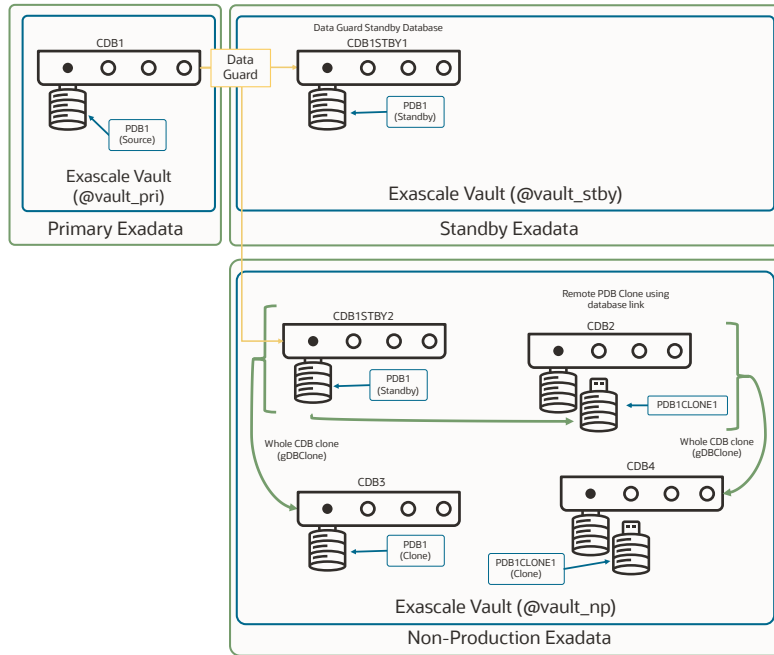 CDB1
PDB1
(Source)
Exascale Vault
(@vault_pri)
Primary Exadata
Data
Guard
Data Guard Standby Database
CDB1STBY1
PDB1
(Standby)
Exascale Vault (@vault_stby)
Standby Exadata
CDB1STBY2
PDB1
(Standby)
Remote PDB Clone using
database link
CDB2
PDB1CLONE1
Whole CDB clone
(gDBClone)
Whole CDB clone
(gDBClone)
CDB3
PDB1
(Clone)
CDB4
PDB1CLONE1
(Clone)
Exascale Vault (@vault_np)
Non-Production Exadata